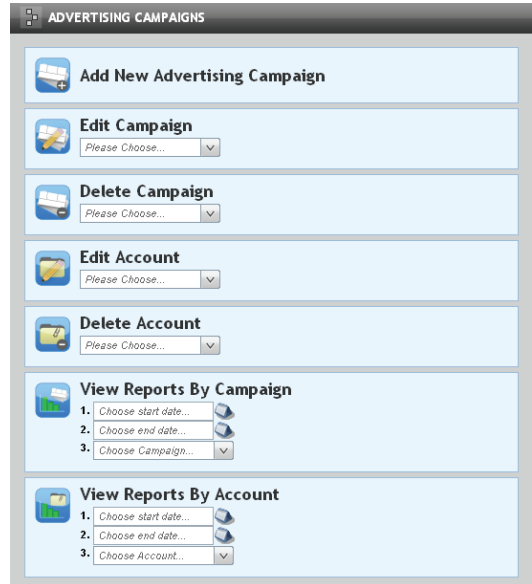 ADVERTISING CAMPAIGNS
Add New Advertising Campaign
Edit Campaign
Please Choose...
Delete Campaign
Please Choose...
Edit Account
Please Choose...
Delete Account
Please Choose...
View Reports By Campaign
1. Choose start date...
2. Choose end date...
3. Choose Campaign...
View Reports By Account
1. Choose start date...
2. Choose end date...
3. Choose Account...